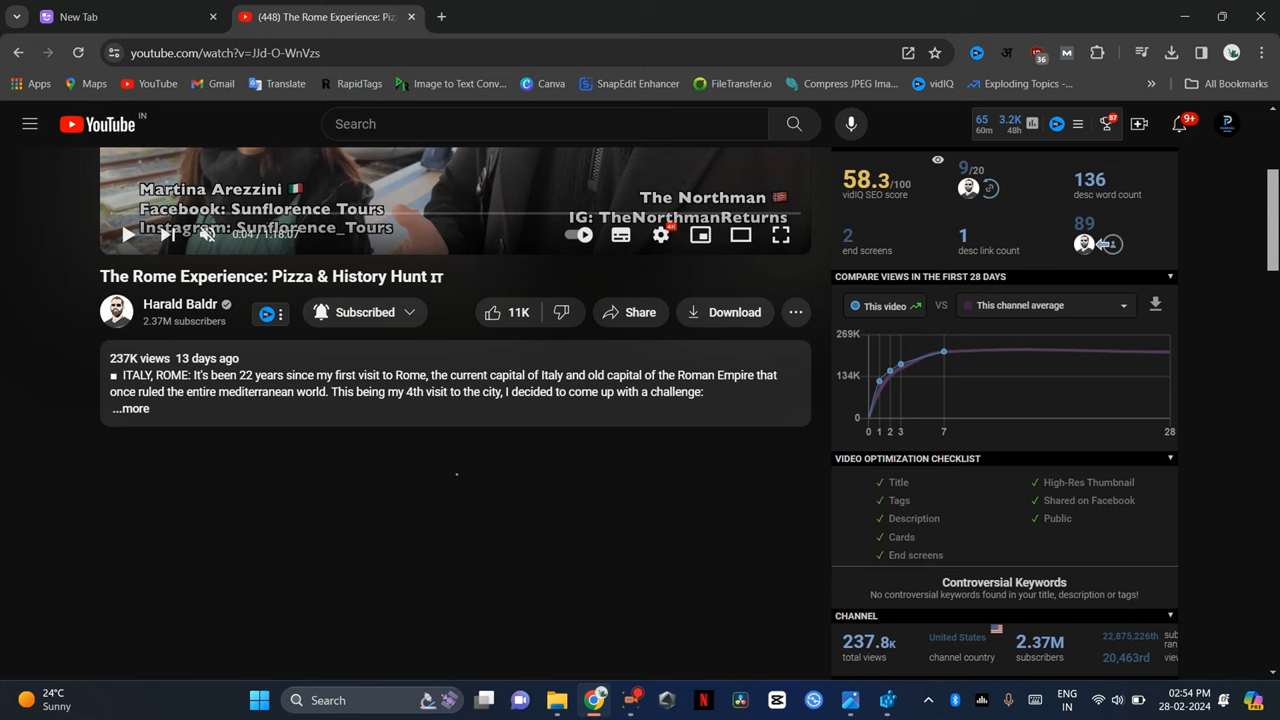 New Tab
(448) The Rome Experience: Piz
youtube.com/watch?v=JJd-O-WnVzs
अ
36
M
Apps
Maps
YouTube
Gmail
Translate
R RapidTags
Image to Text Conv...
Canva
SnapEdit Enhancer
FileTransfer.io
Compress JPEG Ima...
vidIQ
Exploding Topics -...
All Bookmarks
YouTube IN
Search
65 3.2K
60m 48h
57
9+
Martina Arezzini 🇮🇹
Facebook: Sunflorence Tours
Instagram: Sunflorence_Tours
0:04 / 1:18:07
The Northman 🇳🇴
IG: TheNorthmanReturns
4K
The Rome Experience: Pizza & History Hunt IT
Harald Baldr
2.37M subscribers
Subscribed
11K
Share
Download
237K views 13 days ago
■ ITALY, ROME: It's been 22 years since my first visit to Rome, the current capital of Italy and old capital of the Roman Empire that
once ruled the entire mediterranean world. This being my 4th visit to the city, I decided to come up with a challenge:
...more
58.3/100
vidIQ SEO score
9/20
136
desc word count
2
end screens
1
desc link count
89
COMPARE VIEWS IN THE FIRST 28 DAYS
This video
VS
This channel average
269K
134K
0
0 1 2 3 7 28
VIDEO OPTIMIZATION CHECKLIST
✓ Title
✓ High-Res Thumbnail
✓ Tags
✓ Shared on Facebook
✓ Description
✓ Public
✓ Cards
✓ End screens
Controversial Keywords
No controversial keywords found in your title, description or tags!
CHANNEL
237.8K
total views
United States
channel country
2.37M
subscribers
22,875,226th
sub
ran
20,463rd
view
24°C
Sunny
Search
ENG
IN
02:54 PM
28-02-2024
PRE